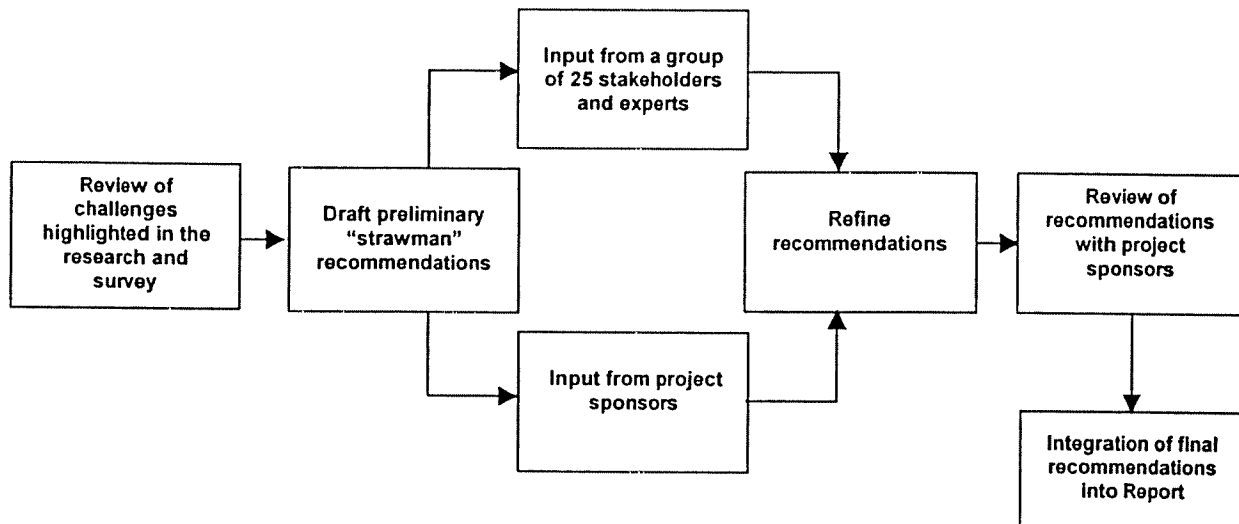 Review of
challenges
highlighted in the
research and
survey
Draft preliminary
“strawman”
recommendations
Input from a group
of 25 stakeholders
and experts
Input from project
sponsors
Refine
recommendations
Review of
recommendations
with project
sponsors
Integration of final
recommendations
into Report